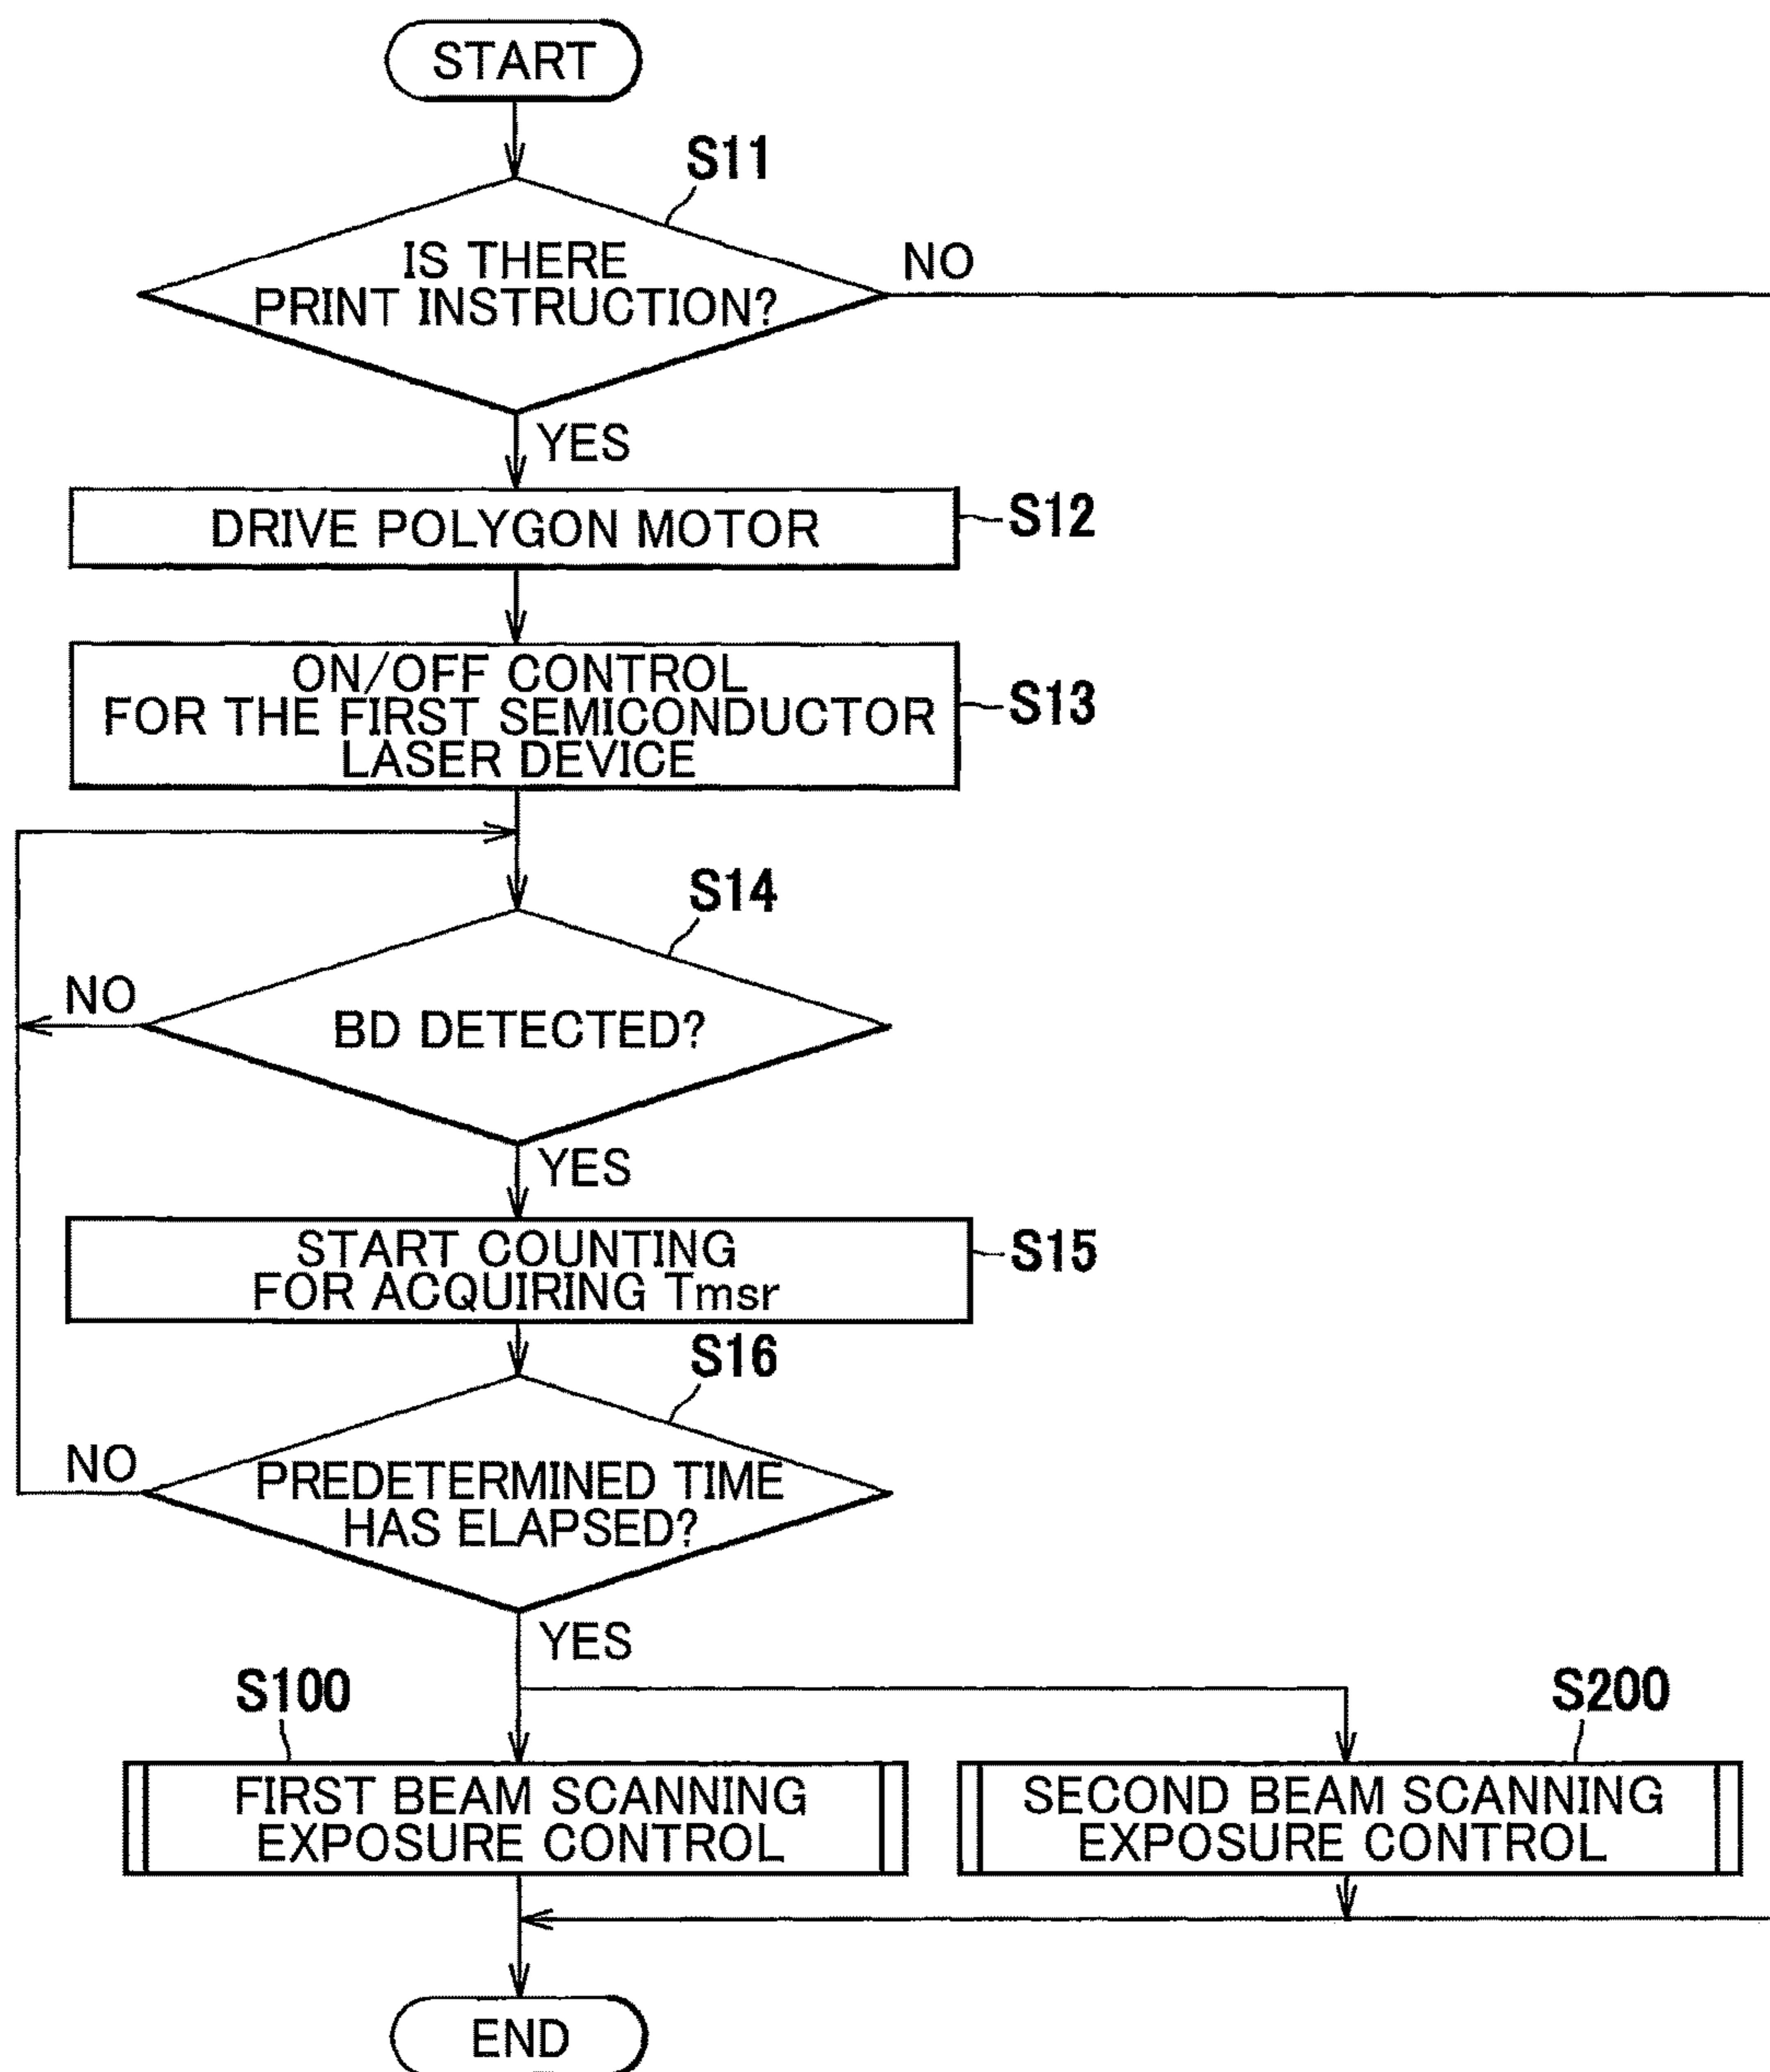 START
S11
IS THERE
PRINT INSTRUCTION?
NO
YES
DRIVE POLYGON MOTOR
S12
ON/OFF CONTROL
FOR THE FIRST SEMICONDUCTOR
LASER DEVICE
S13
S14
NO
BD DETECTED?
YES
START COUNTING
FOR ACQUIRING Tmsr
S15
S16
NO
PREDETERMINED TIME
HAS ELAPSED?
YES
S100
S200
FIRST BEAM SCANNING
EXPOSURE CONTROL
SECOND BEAM SCANNING
EXPOSURE CONTROL
END